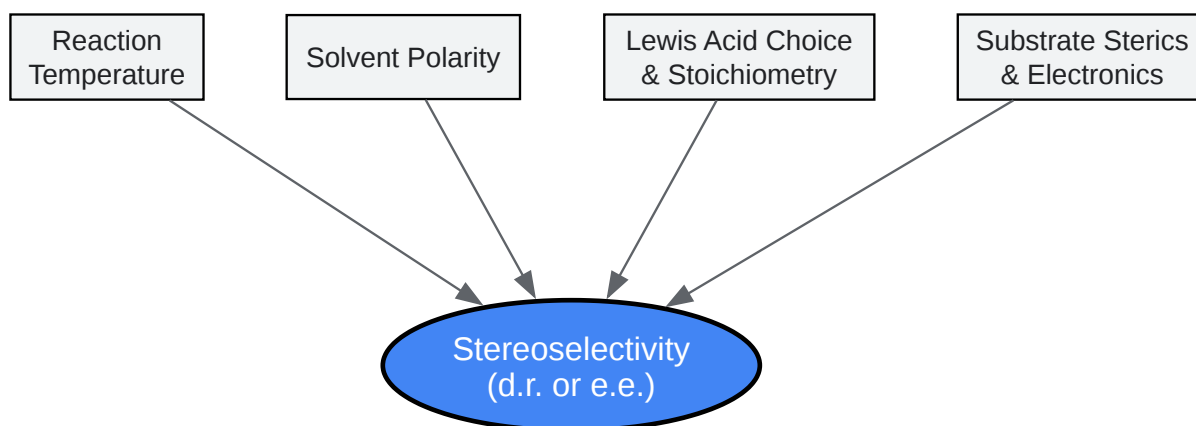 Reaction
Temperature
Solvent Polarity
Lewis Acid Choice
& Stoichiometry
Substrate Sterics
& Electronics
Stereoselectivity
(d.r. or e.e.)